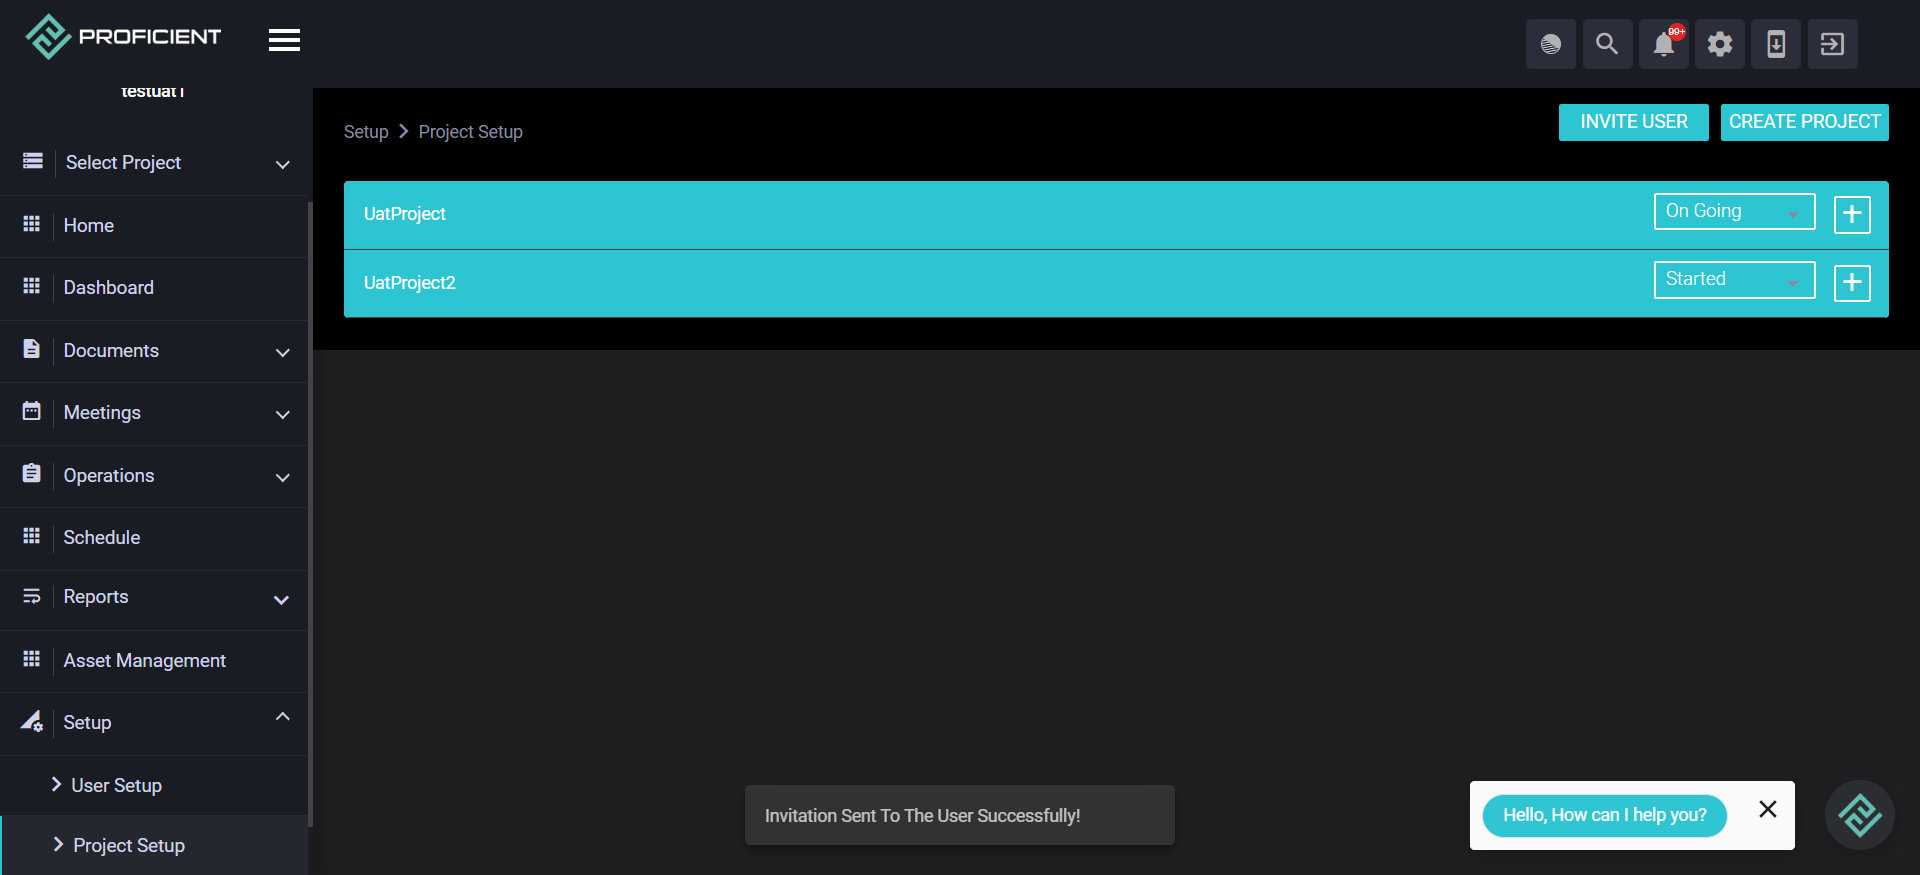 PROFICIENT
99+
testuat1
Setup
Project Setup
INVITE USER
CREATE PROJECT
Select Project
Home
Dashboard
Documents
Meetings
Operations
Schedule
Reports
Asset Management
Setup
User Setup
Project Setup
UatProject
On Going
UatProject2
Started
Invitation Sent To The User Successfully!
Hello, How can I help you?